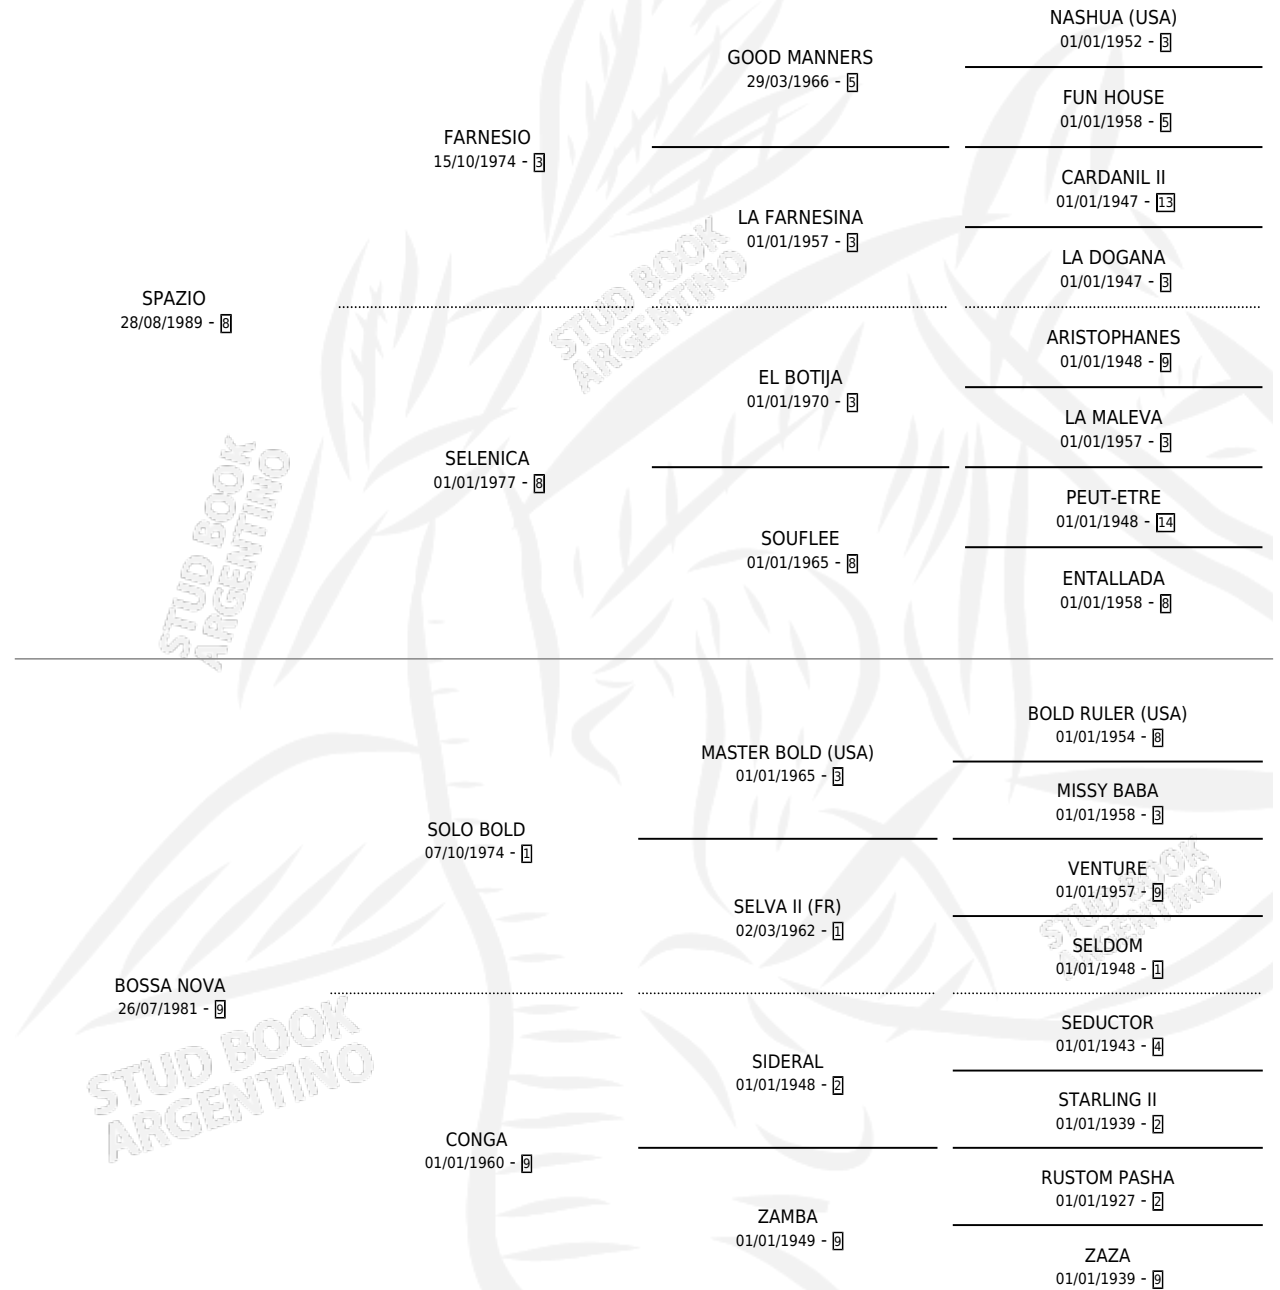 NASHUA (USA)
01/01/1952 - 3
GOOD MANNERS
29/03/1966 - 5
FUN HOUSE
01/01/1958 - 5
FARNESIO
15/10/1974 - 3
CARDANIL II
01/01/1947 - 13
LA FARNESINA
01/01/1957 - 3
LA DOGANA
01/01/1947 - 3
SPAZIO
28/08/1989 - 8
STUD BOOK
ARGENTINO
ARISTOPHANES
01/01/1948 - 9
EL BOTIJA
01/01/1970 - 3
LA MALEVA
01/01/1957 - 3
SELENICA
01/01/1977 - 8
PEUT-ETRE
01/01/1948 - 14
SOUFLEE
01/01/1965 - 8
ENTALLADA
01/01/1958 - 8
STUD BOOK
ARGENTINO
BOLD RULER (USA)
01/01/1954 - 8
MASTER BOLD (USA)
01/01/1965 - 3
MISSY BABA
01/01/1958 - 3
SOLO BOLD
07/10/1974 - 1
VENTURE
01/01/1957 - 9
SELVA II (FR)
02/03/1962 - 1
STUD BOOK
ARGENTINO
SELDOM
01/01/1948 - 1
BOSSA NOVA
26/07/1981 - 9
SEDUCTOR
01/01/1943 - 4
SIDERAL
01/01/1948 - 2
STUD BOOK
ARGENTINO
STARLING II
01/01/1939 - 2
CONGA
01/01/1960 - 9
RUSTOM PASHA
01/01/1927 - 2
ZAMBA
01/01/1949 - 9
ZAZA
01/01/1939 - 9